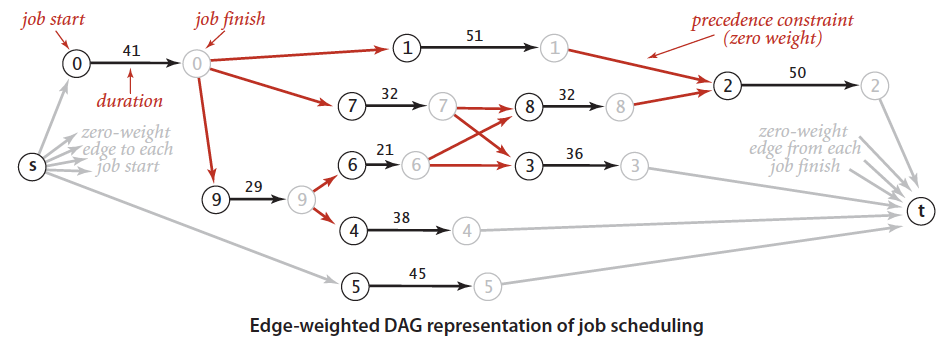 job start
job finish
41
0
0
duration
1
51
1
precedence constraint
(zero weight)
7
32
7
8
32
8
2
50
2
zero-weight
edge to each
job start
s
6
21
6
3
36
3
zero-weight
edge from each
job finish
9
29
9
4
38
4
t
5
45
5
Edge-weighted DAG representation of job scheduling